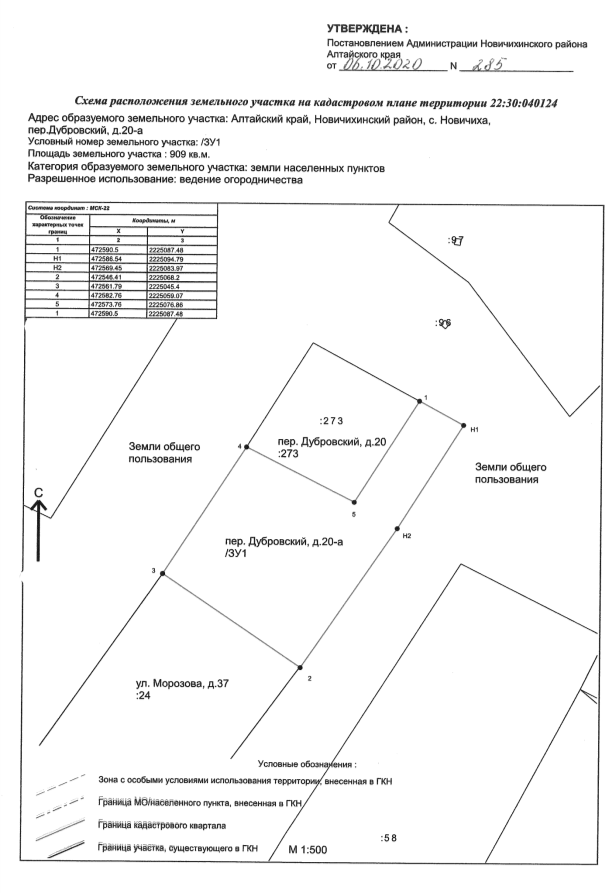 УТВЕРЖДЕНА :
Постановлением Администрации Новичихинского района
Алтайского края
от 06.10.2020 N 285
Схема расположения земельного участка на кадастровом плане территории 22:30:040124
Адрес образуемого земельного участка: Алтайский край, Новичихинский район, с. Новичиха,
пер.Дубровский, д.20-а
Условный номер земельного участка: /ЗУ1
Площадь земельного участка : 909 кв.м.
Категория образуемого земельного участка: земли населенных пунктов
Разрешенное использование: ведение огородничества
Система координат : МСК-22
Обозначение характерных точек границ Координаты, м
X Y
1 2 3
1 472590.5 2225087.48
Н1 472586.54 2225094.79
Н2 472569.45 2225083.97
2 472546.41 2225068.2
3 472561.79 2225045.4
4 472582.76 2225059.07
5 472573.76 2225076.86
1 472590.5 2225087.48
:97
:96
1
Н1
:273
4
пер. Дубровский, д.20
:273
Земли общего
пользования
Земли общего
пользования
С
5
Н2
пер. Дубровский, д.20-а
/ЗУ1
3
2
ул. Морозова, д.37
:24
Условные обозначения :
Зона с особыми условиями использования территории, внесенная в ГКН
Граница МО/населенного пункта, внесенная в ГКН
Граница кадастрового квартала
Граница участка, существующего в ГКН
М 1:500
:58